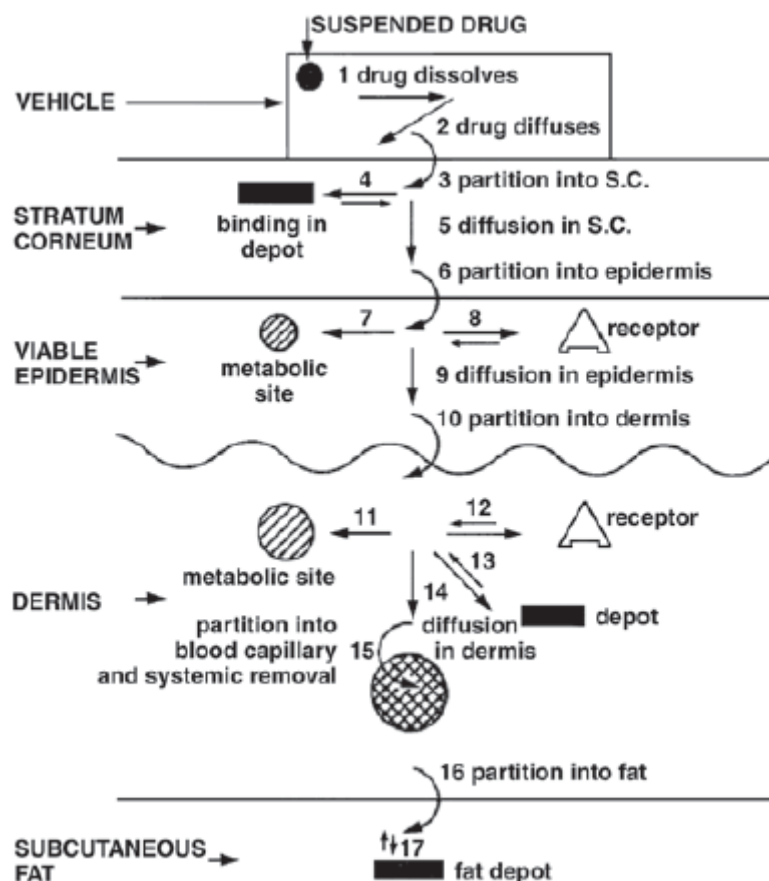 SUSPENDED DRUG
1 drug dissolves
VEHICLE
2 drug diffuses
4
3 partition into S.C.
STRATUM
CORNEUM
binding in
depot
5 diffusion in S.C.
6 partition into epidermis
7
8
receptor
VIABLE
EPIDERMIS
metabolic
site
9 diffusion in epidermis
10 partition into dermis
11
12
receptor
metabolic site
13
DERMIS
14
depot
partition into
blood capillary
and systemic removal
15
diffusion
in dermis
16 partition into fat
SUBCUTANEOUS
FAT
17
fat depot